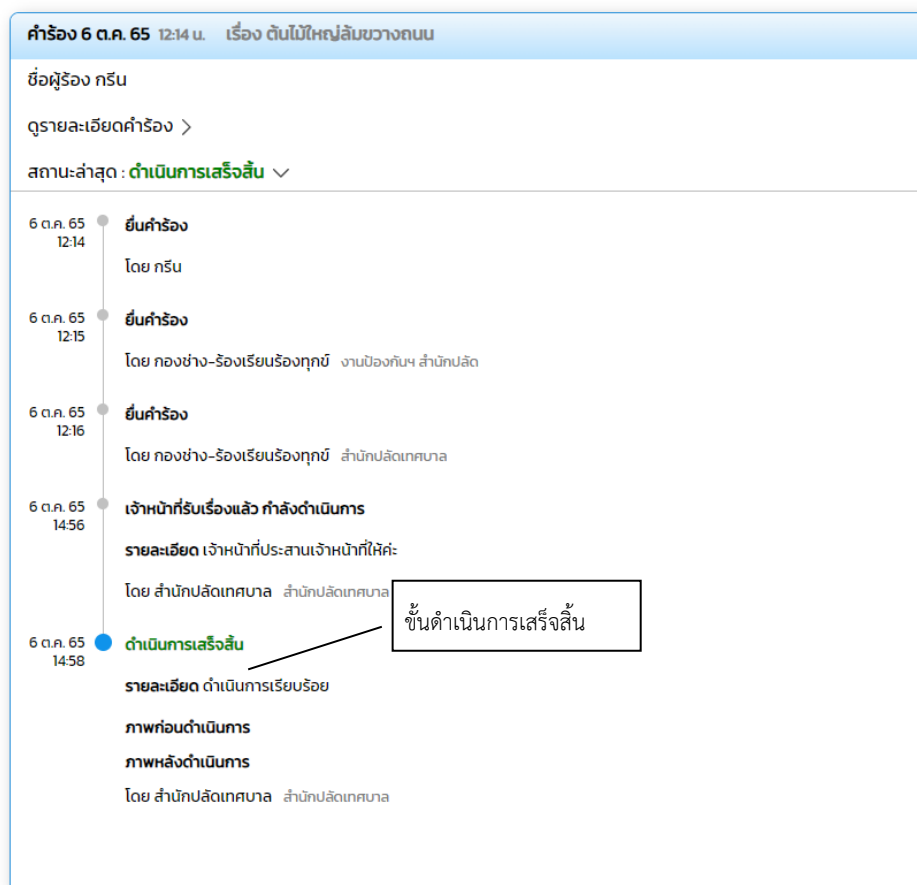 คำร้อง 6 ต.ค. 65 12:14 น. เรื่อง ต้นไม้ใหญ่ล้มขวางถนน
ชื่อผู้ร้อง กรีน
ดูรายละเอียดคำร้อง >
สถานะล่าสุด : ดำเนินการเสร็จสิ้น
6 ต.ค. 65 ยื่นคำร้อง
12:14
โดย กรีน
6 ต.ค. 65 ยื่นคำร้อง
12:15
โดย กองช่าง-ร้องเรียนร้องทุกข์ งานป้องกันฯ สำนักปลัด
6 ต.ค. 65 ยื่นคำร้อง
12:16
โดย กองช่าง-ร้องเรียนร้องทุกข์ สำนักปลัดเทศบาล
6 ต.ค. 65 เจ้าหน้าที่รับเรื่องแล้ว กำลังดำเนินการ
14:56
รายละเอียด เจ้าหน้าที่ประสานเจ้าหน้าที่ให้ค่ะ
โดย สำนักปลัดเทศบาล สำนักปลัดเทศบาล
ขั้นดำเนินการเสร็จสิ้น
6 ต.ค. 65 ดำเนินการเสร็จสิ้น
14:58
รายละเอียด ดำเนินการเรียบร้อย
ภาพก่อนดำเนินการ
ภาพหลังดำเนินการ
โดย สำนักปลัดเทศบาล สำนักปลัดเทศบาล